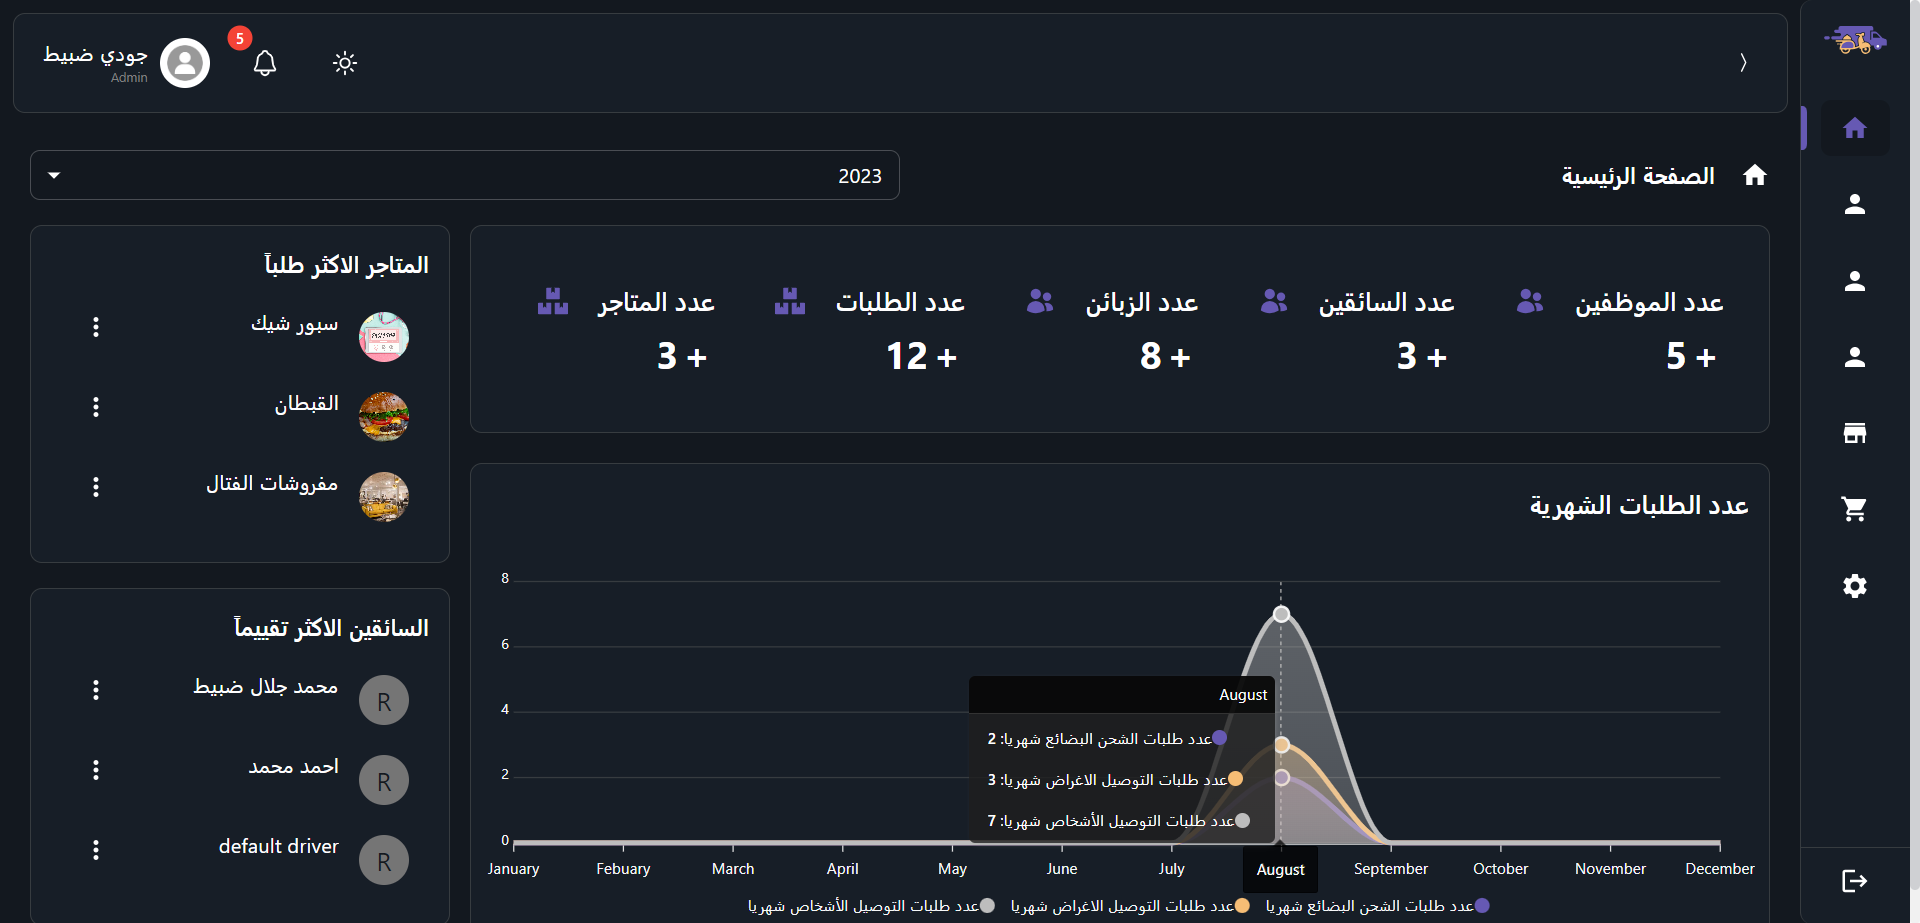 جودي ضبيط
Admin
5
الصفحة الرئيسية
2023
عدد الموظفين
5 +
عدد السائقين
3 +
عدد الزبائن
8 +
عدد الطلبات
12 +
عدد المتاجر
3 +
المتاجر الاكثر طلباً
سبور شيك
القبطان
مفروشات الفتال
السائقين الاكثر تقييماً
R
محمد جلال ضبيط
R
احمد محمد
R
default driver
عدد الطلبات الشهرية
8
6
4
2
0
August
عدد طلبات الشحن البضائع شهريا: 2
عدد طلبات التوصيل الاغراض شهريا: 3
عدد طلبات التوصيل الأشخاص شهريا: 7
January Febuary March April May June July August September October November December
عدد طلبات الشحن البضائع شهريا عدد طلبات التوصيل الاغراض شهريا عدد طلبات التوصيل الأشخاص شهريا